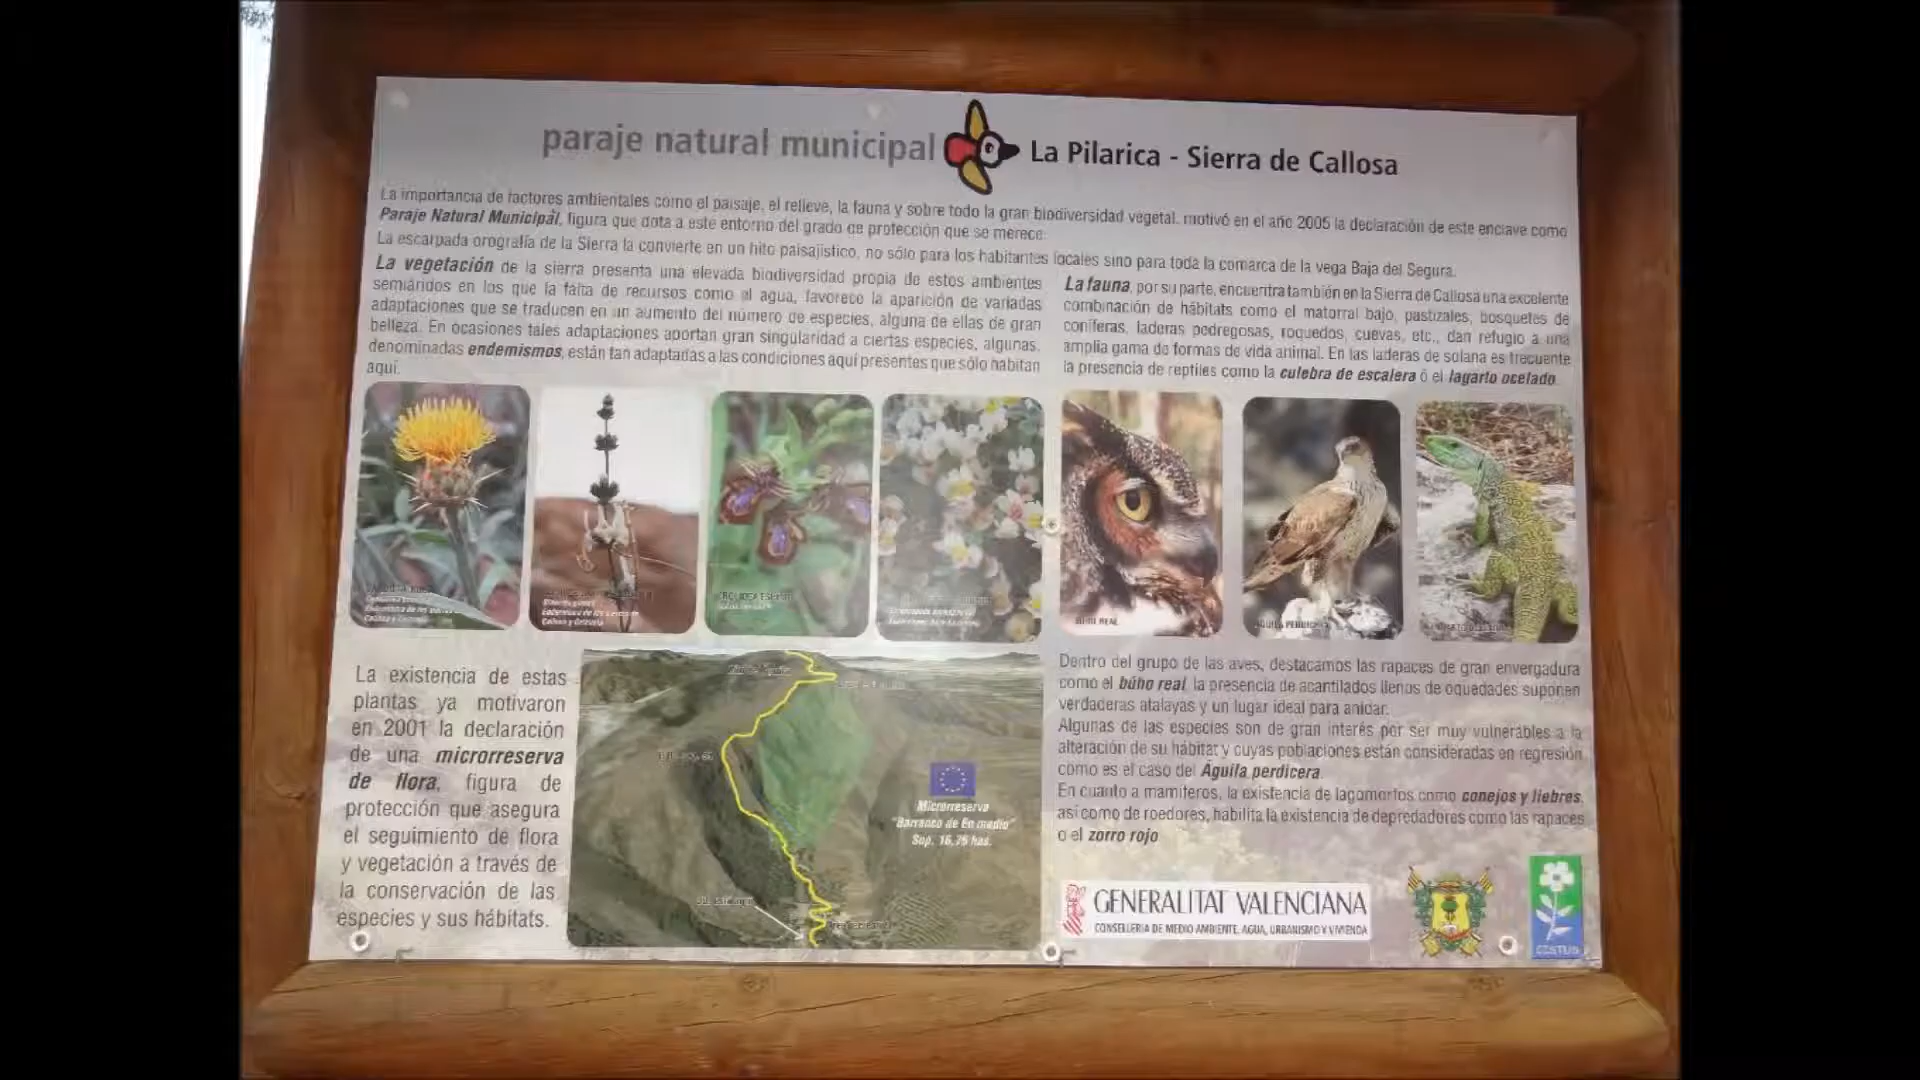 paraje natural municipal La Pilarica - Sierra de Callosa
La importancia de factores ambientales como el paisaje, el relieve, la fauna y sobre todo la gran biodiversidad vegetal, motivó en el año 2005 la declaración de este enclave como
Paraje Natural Municipal, figura que dota a este entorno del grado de protección que se merece.
La escarpada orografía de la Sierra la convierte en un hito paisajístico, no sólo para los habitantes locales sino para toda la comarca de la vega Baja del Segura.
La vegetación de la sierra presenta una elevada biodiversidad propia de estos ambientes
semiáridos en los que la falta de recursos como el agua, favorece la aparición de variadas
adaptaciones que se traducen en un aumento del número de especies, alguna de ellas de gran
belleza. En ocasiones tales adaptaciones aportan gran singularidad a ciertas especies, algunas,
denominadas endemismos, están tan adaptadas a las condiciones aquí presentes que sólo habitan
aquí.
La fauna, por su parte, encuentra también en la Sierra de Callosa una excelente
combinación de hábitats como el matorral bajo, pastizales, bosquetes de
coníferas, laderas pedregosas, roquedos, cuevas, etc., dan refugio a una
amplia gama de formas de vida animal. En las laderas de solana es frecuente
la presencia de reptiles como la culebra de escalera ó el lagarto ocelado.
BÚHO REAL
ÁGUILA PERDICERA
La existencia de estas
plantas ya motivaron
en 2001 la declaración
de una microrreserva
de flora, figura de
protección que asegura
el seguimiento de flora
y vegetación a través de
la conservación de las
especies y sus hábitats.
Microrreserva
"Barranco de En medio"
Sup. 16,75 has.
Dentro del grupo de las aves, destacamos las rapaces de gran envergadura
como el búho real, la presencia de acantilados llenos de oquedades suponen
verdaderas atalayas y un lugar ideal para anidar.
Algunas de las especies son de gran interés por ser muy vulnerables a la
alteración de su hábitat y cuyas poblaciones están consideradas en regresión
como es el caso del Águila perdicera.
En cuanto a mamíferos, la existencia de lagomorfos como conejos y liebres,
así como de roedores, habilita la existencia de depredadores como las rapaces
o el zorro rojo
GENERALITAT VALENCIANA
CONSELLERIA DE MEDIO AMBIENTE, AGUA, URBANISMO Y VIVIENDA
CISTUS